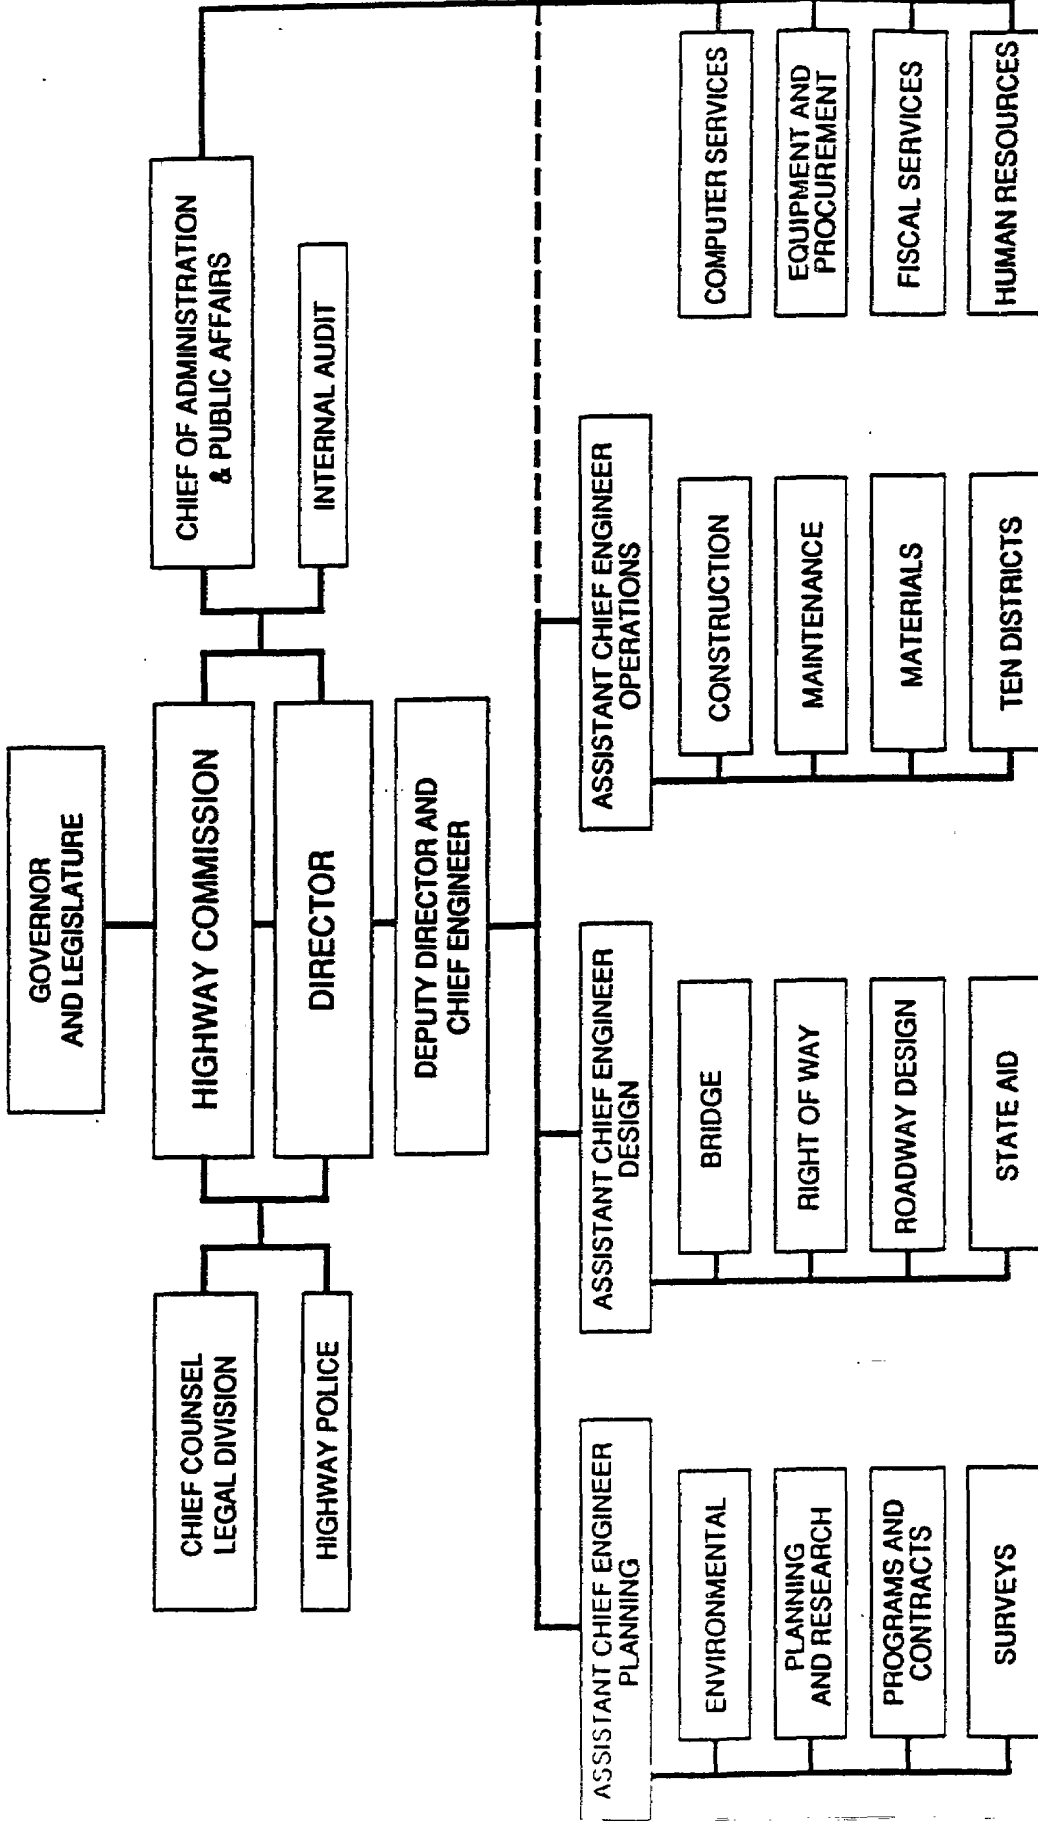 GOVERNOR
AND LEGISLATURE
CHIEF COUNSEL
LEGAL DIVISION
HIGHWAY COMMISSION
CHIEF OF ADMINISTRATION
& PUBLIC AFFAIRS
HIGHWAY POLICE
DIRECTOR
INTERNAL AUDIT
DEPUTY DIRECTOR AND
CHIEF ENGINEER
ASSISTANT CHIEF ENGINEER
PLANNING
ENVIRONMENTAL
PLANNING
AND RESEARCH
PROGRAMS AND
CONTRACTS
SURVEYS
ASSISTANT CHIEF ENGINEER
DESIGN
BRIDGE
RIGHT OF WAY
ROADWAY DESIGN
STATE AID
ASSISTANT CHIEF ENGINEER
OPERATIONS
CONSTRUCTION
MAINTENANCE
MATERIALS
TEN DISTRICTS
COMPUTER SERVICES
EQUIPMENT AND
PROCUREMENT
FISCAL SERVICES
HUMAN RESOURCES